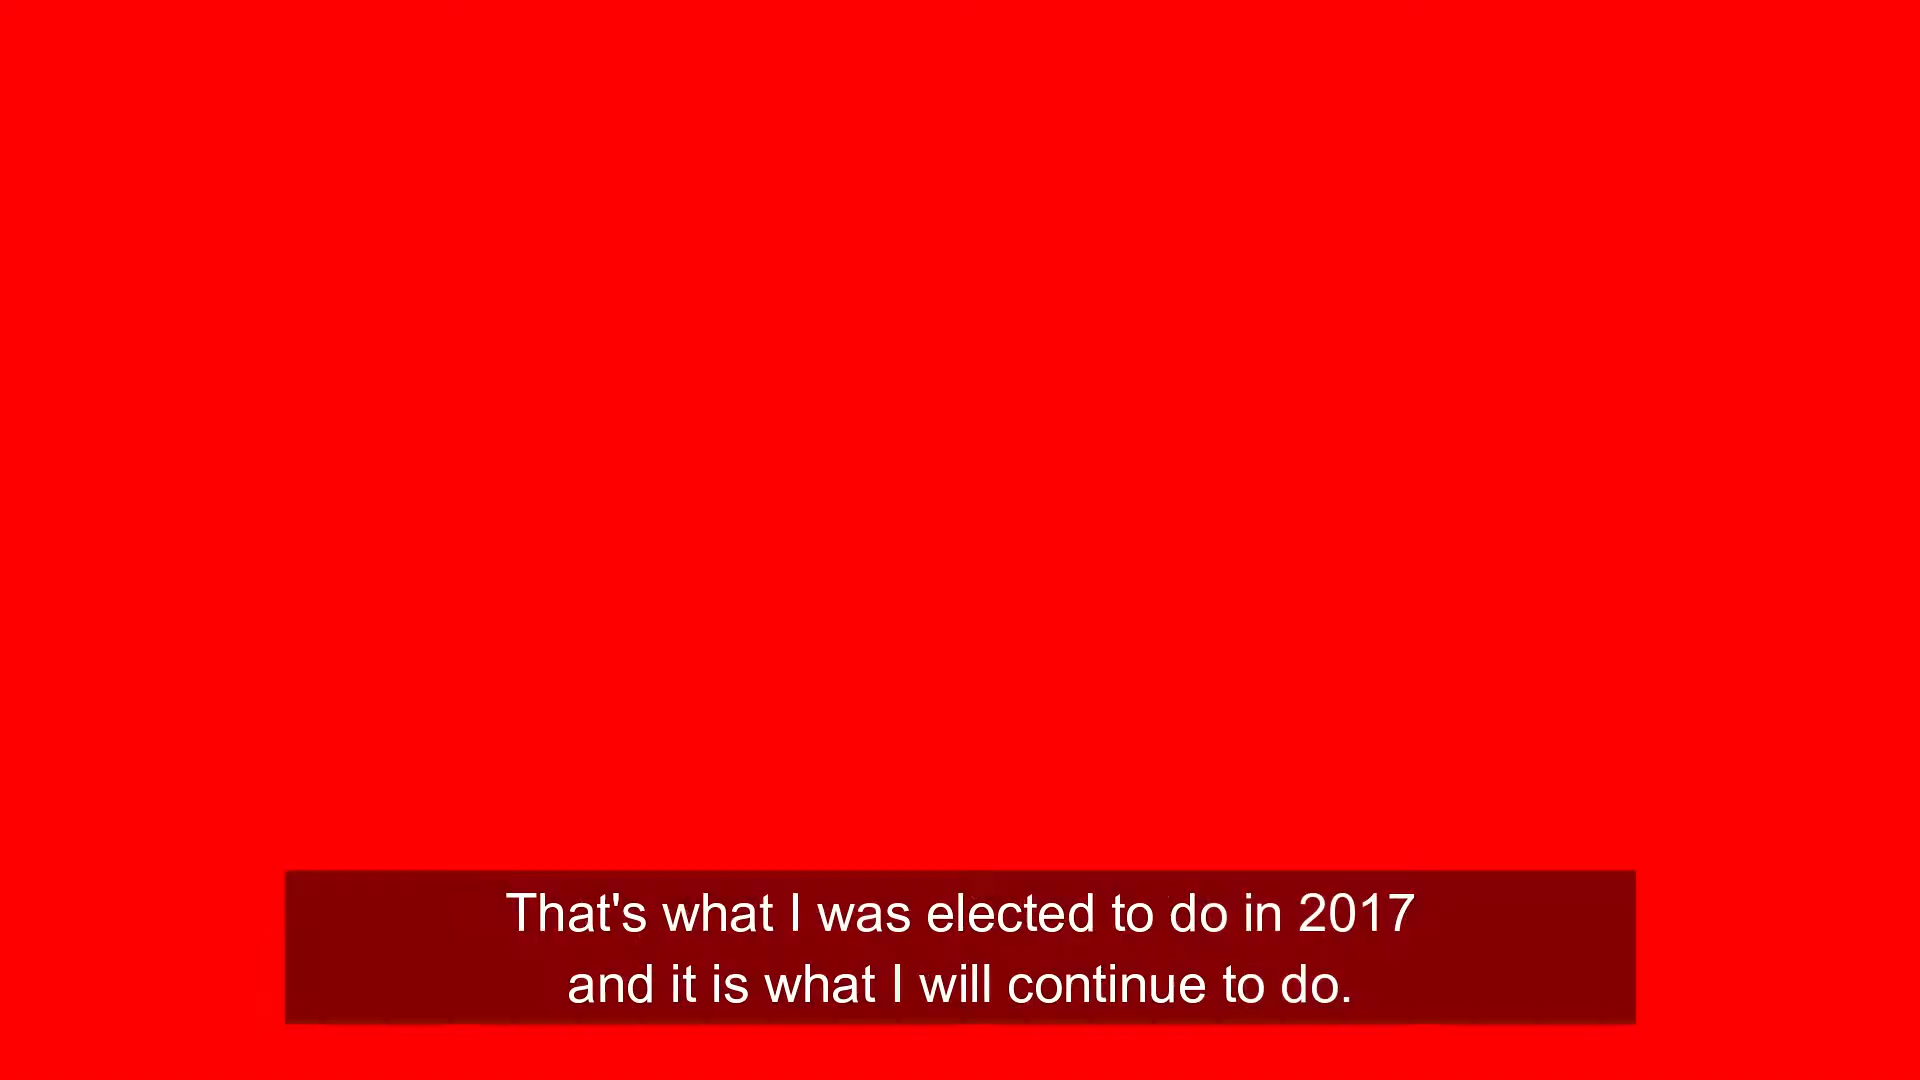 That's what I was elected to do in 2017
and it is what I will continue to do.